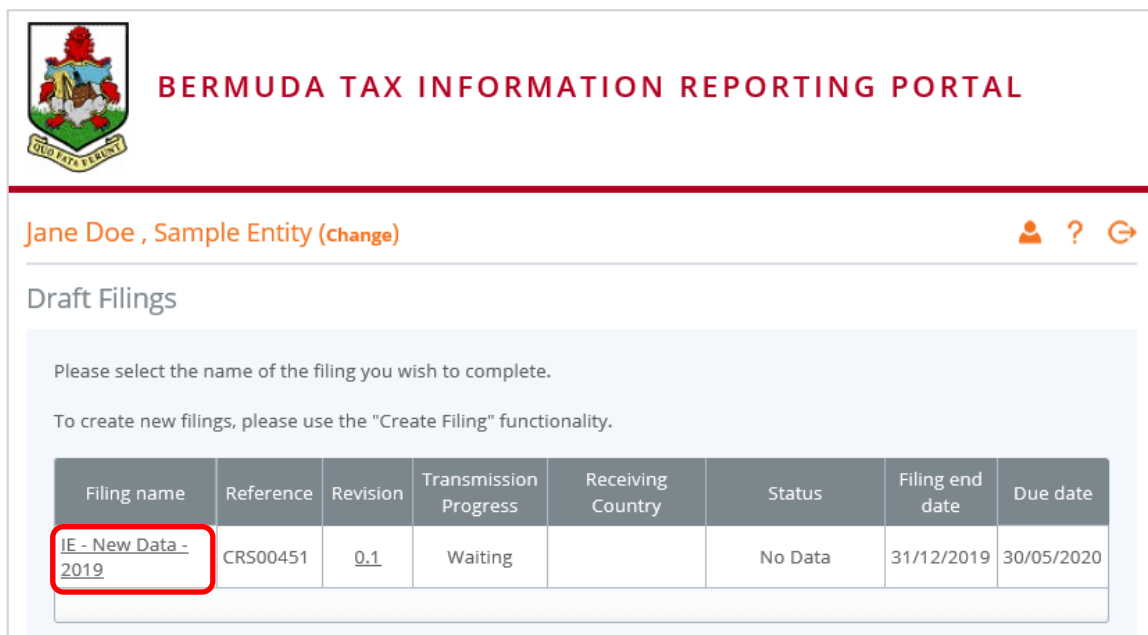 QUO FATA FERUNT
BERMUDA TAX INFORMATION REPORTING PORTAL
Jane Doe , Sample Entity (Change)
?
Draft Filings
Please select the name of the filing you wish to complete.
To create new filings, please use the "Create Filing" functionality.
Filing name Reference Revision Transmission Progress Receiving Country Status Filing end date Due date
IE - New Data - 2019 CRS00451 0.1 Waiting No Data 31/12/2019 30/05/2020